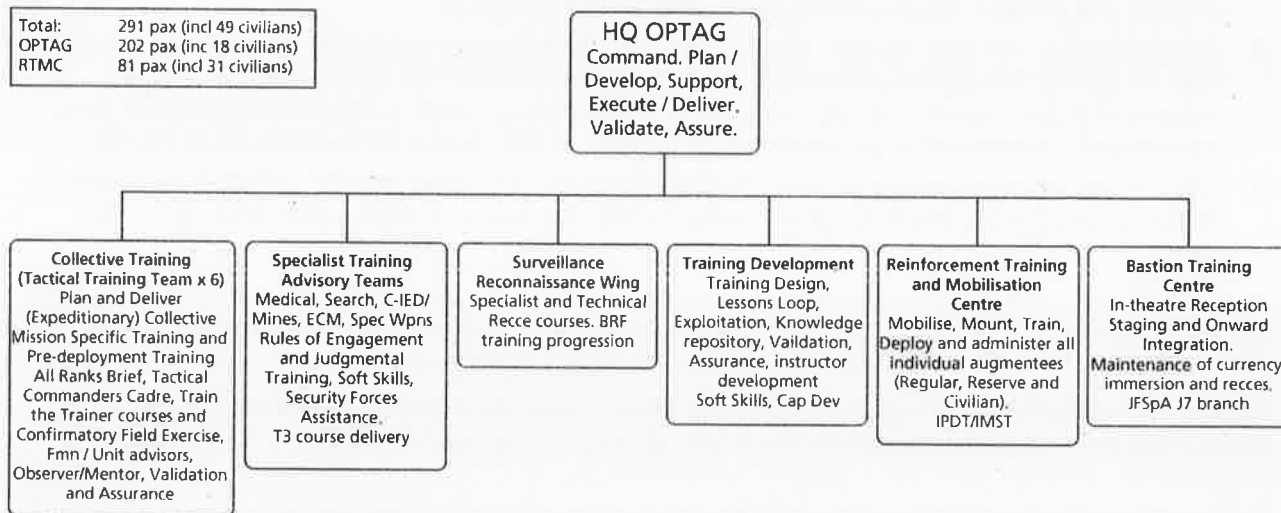 Total: 291 pax (incl 49 civilians)
OPTAG 202 pax (inc 18 civilians)
RTMC 81 pax (incl 31 civilians)
HQ OPTAG
Command. Plan /
Develop, Support,
Execute / Deliver.
Validate, Assure.
Collective Training
(Tactical Training Team x 6)
Plan and Deliver
(Expeditionary) Collective
Mission Specific Training and
Pre-deployment Training
All Ranks Brief, Tactical
Commanders Cadre, Train
the Trainer courses and
Confirmatory Field Exercise,
Fmn / Unit advisors,
Observer/Mentor, Validation
and Assurance
Specialist Training
Advisory Teams
Medical, Search, C-IED/
Mines, ECM, Spec Wpns
Rules of Engagement
and Judgmental
Training, Soft Skills,
Security Forces
Assistance.
T3 course delivery
Surveillance
Reconnaissance Wing
Specialist and Technical
Recce courses. BRF
training progression
Training Development
Training Design,
Lessons Loop,
Exploitation, Knowledge
repository, Vaildation,
Assurance, instructor
development
Soft Skills, Cap Dev
Reinforcement Training
and Mobilisation
Centre
Mobilise, Mount, Train,
Deploy and administer all
individual augmentees
(Regular, Reserve and
Civilian).
IPDT/IMST
Bastion Training
Centre
In-theatre Reception
Staging and Onward
Integration.
Maintenance of currency,
immersion and recces.
JFSpA J7 branch